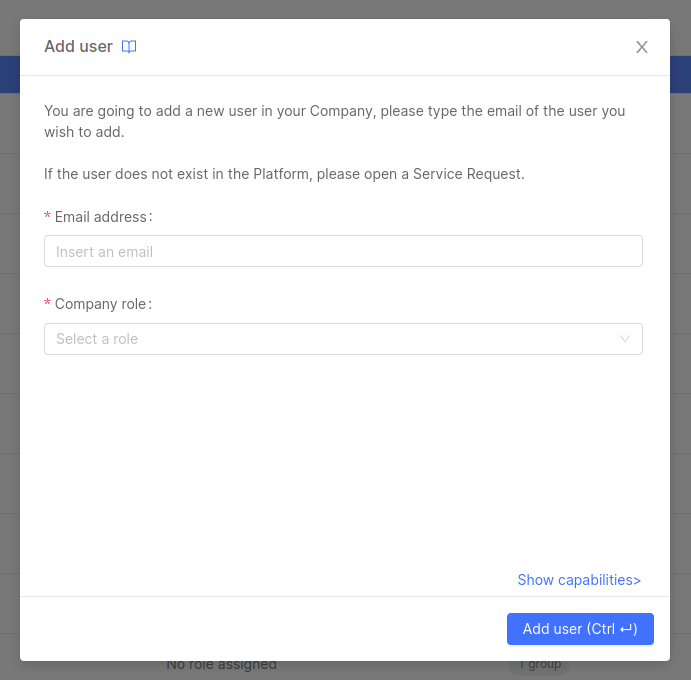 Add user
You are going to add a new user in your Company, please type the email of the user you
wish to add.
If the user does not exist in the Platform, please open a Service Request.
* Email address:
Insert an email
* Company role:
Select a role
Show capabilities>
Add user (Ctrl ↵)
No role assigned
1 group